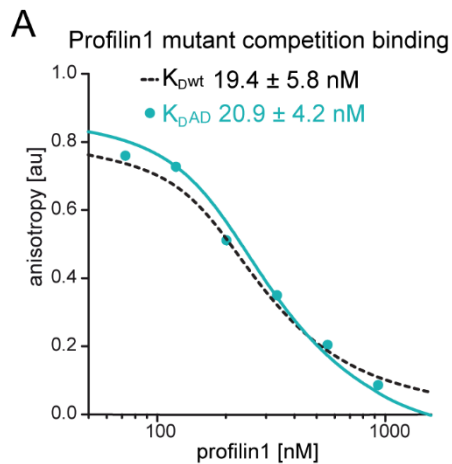 A
Profilin1 mutant competition binding
KDwt 19.4 ± 5.8 nM
KDAD 20.9 ± 4.2 nM
1.0
0.8
0.6
0.4
0.2
0.0
anisotropy [au]
100
1000
profilin1 [nM]